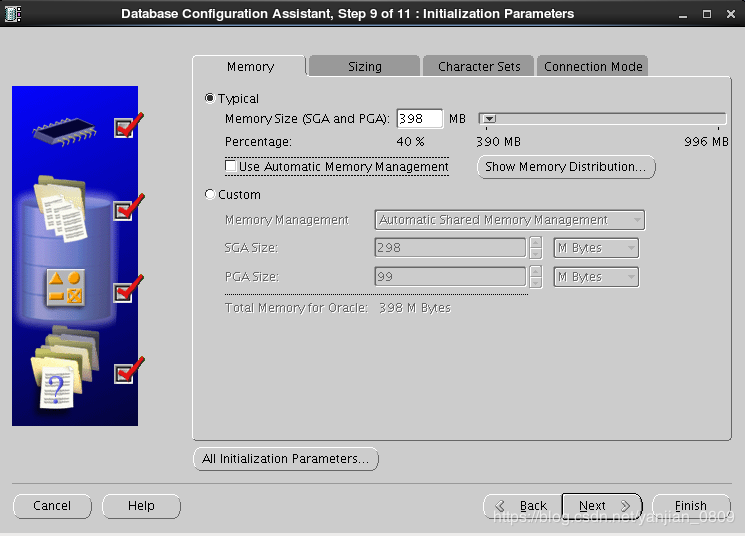 Database Configuration Assistant, Step 9 of 11 : Initialization Parameters
Memory Sizing Character Sets Connection Mode
Typical
Memory Size (SGA and PGA): 398 MB
Percentage: 40 % 390 MB 996 MB
Use Automatic Memory Management Show Memory Distribution...
Custom
Memory Management Automatic Shared Memory Management
SGA Size: 298 M Bytes
PGA Size: 99 M Bytes
Total Memory for Oracle: 398 M Bytes
?
All Initialization Parameters...
Cancel Help Back Next Finish
https://blog.csdn.net/yanjian_0809